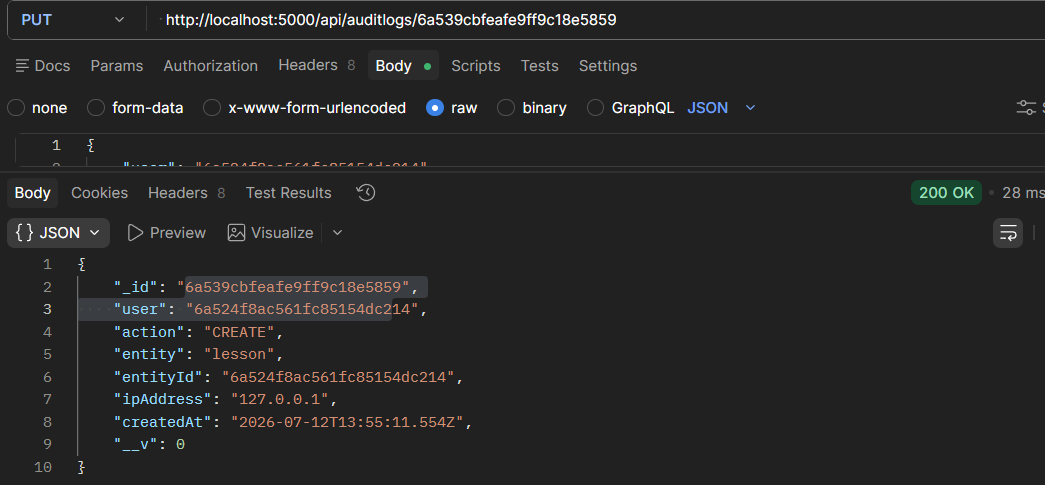 PUT http://localhost:5000/api/auditlogs/6a539cbfeafe9ff9c18e5859
Docs Params Authorization Headers 8 Body Scripts Tests Settings
none form-data x-www-form-urlencoded raw binary GraphQL JSON
1 {
Body Cookies Headers 8 Test Results 200 OK • 28 ms
{} JSON Preview Visualize
1 {
2 "_id": "6a539cbfeafe9ff9c18e5859",
3 "user": "6a524f8ac561fc85154dc214",
4 "action": "CREATE",
5 "entity": "lesson",
6 "entityId": "6a524f8ac561fc85154dc214",
7 "ipAddress": "127.0.0.1",
8 "createdAt": "2026-07-12T13:55:11.554Z",
9 "__v": 0
10 }